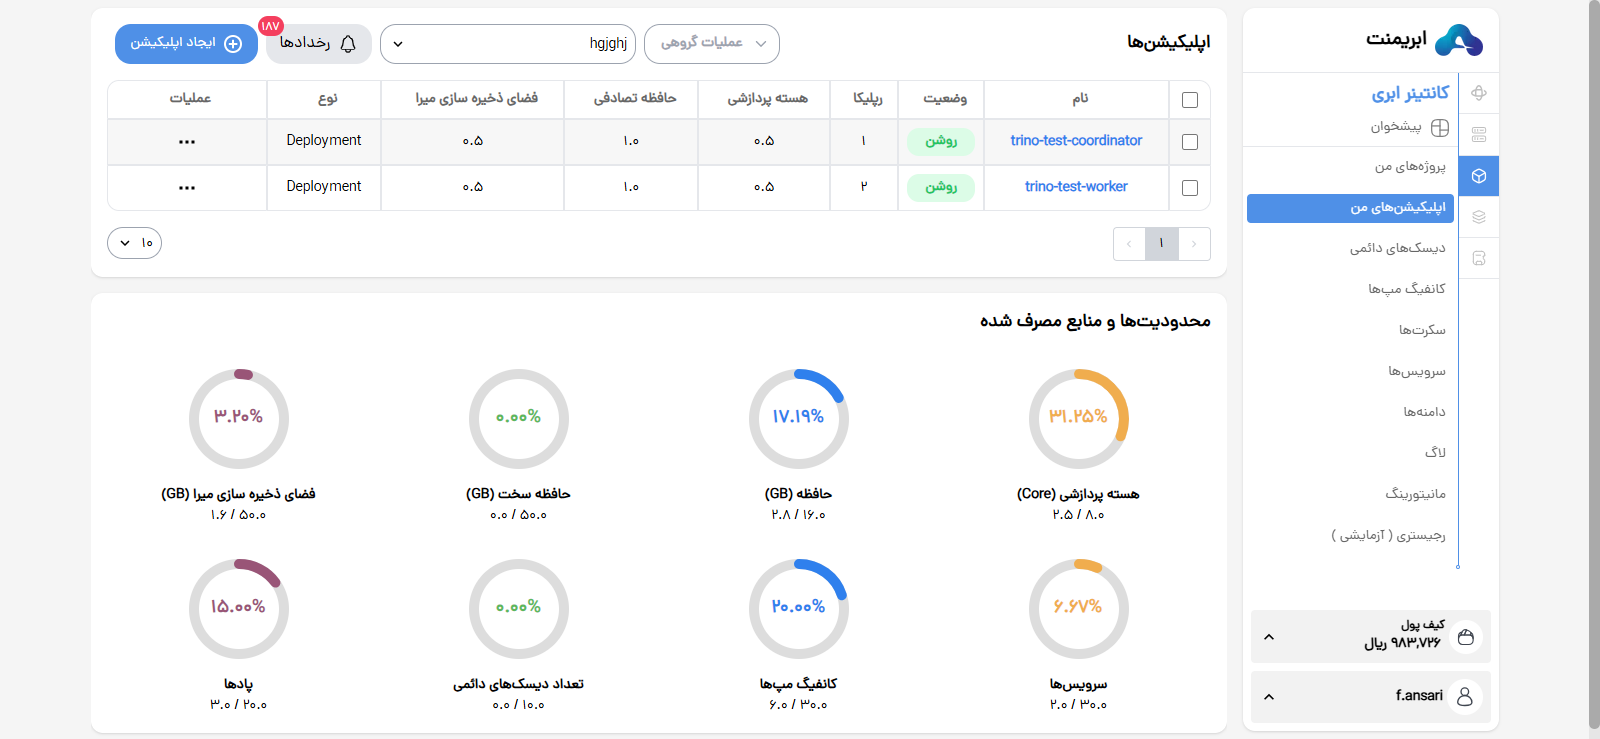 ابریمنت
کانتینر ابری
پیشخوان
پروژه‌های من
اپلیکیشن‌های من
دیسک‌های دائمی
کانفیگ مپ‌ها
سکرت‌ها
سرویس‌ها
دامنه‌ها
لاگ
مانیتورینگ
رجیستری ( آزمایشی )
کیف پول
۹۸۳,۷۲۶ ریال
f.ansari
اپلیکیشن‌ها
عملیات گروهی
hgjghj
رخدادها
۱۸۷
ایجاد اپلیکیشن
نام وضعیت رپلیکا هسته پردازشی حافظه تصادفی فضای ذخیره سازی میرا نوع عملیات
trino-test-coordinator روشن ۱ ۰.۵ ۱.۰ ۰.۵ Deployment
trino-test-worker روشن ۲ ۰.۵ ۱.۰ ۰.۵ Deployment
۱
۱۰
محدودیت‌ها و منابع مصرف شده
۳۱.۲۵%
هسته پردازشی (Core)
۲.۵ / ۸.۰
۱۷.۱۹%
حافظه (GB)
۲.۸ / ۱۶.۰
۰.۰۰%
حافظه سخت (GB)
۰.۰ / ۵۰.۰
۳.۲۰%
فضای ذخیره سازی میرا (GB)
۱.۶ / ۵۰.۰
۶.۶۷%
سرویس‌ها
۲.۰ / ۳۰.۰
۲۰.۰۰%
کانفیگ مپ‌ها
۶.۰ / ۳۰.۰
۰.۰۰%
تعداد دیسک‌های دائمی
۰.۰ / ۱۰.۰
۱۵.۰۰%
پادها
۳.۰ / ۲۰.۰